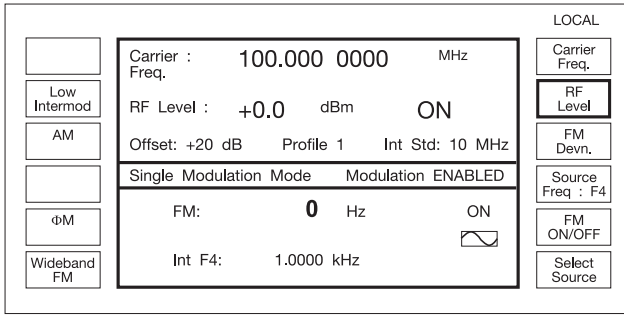 LOCAL
Low
Intermod
AM
ΦM
Wideband
FM
Carrier :
Freq.
100.000 0000 MHz
RF Level : +0.0 dBm ON
Offset: +20 dB Profile 1 Int Std: 10 MHz
Single Modulation Mode Modulation ENABLED
FM: 0 Hz ON
Int F4: 1.0000 kHz
Carrier
Freq.
RF
Level
FM
Devn.
Source
Freq : F4
FM
ON/OFF
Select
Source